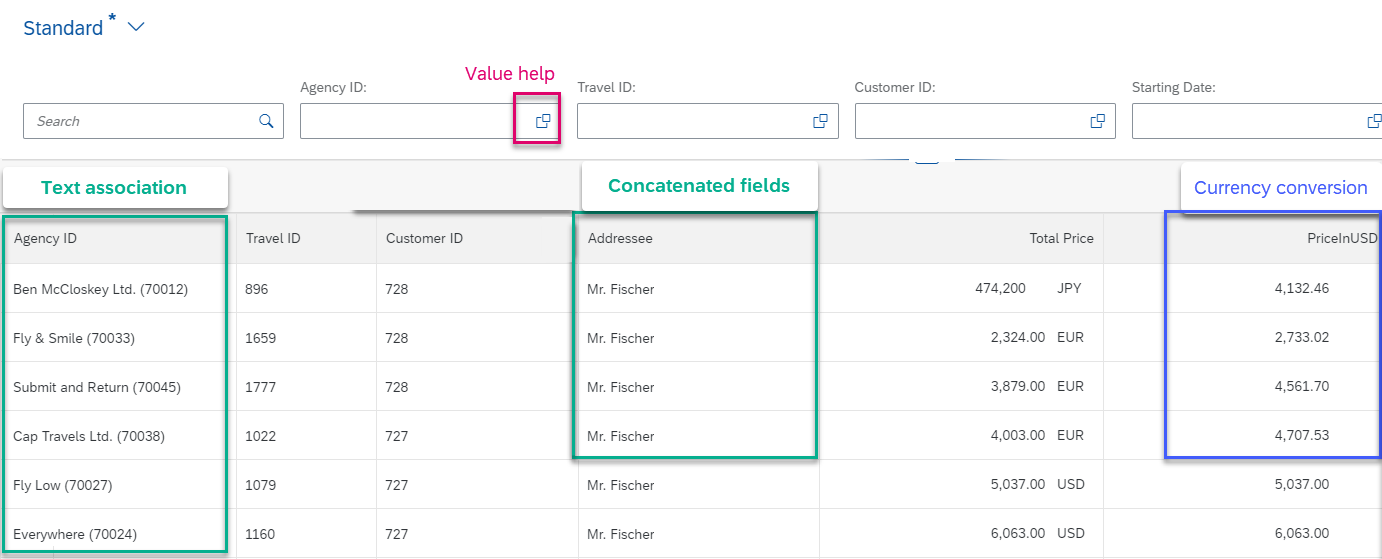 Standard *
Value help
Agency ID: Travel ID: Customer ID: Starting Date:
Search
Text association Concatenated fields Currency conversion
Agency ID Travel ID Customer ID Addressee Total Price PriceInUSD
Ben McCloskey Ltd. (70012) 896 728 Mr. Fischer 474,200 JPY 4,132.46
Fly & Smile (70033) 1659 728 Mr. Fischer 2,324.00 EUR 2,733.02
Submit and Return (70045) 1777 728 Mr. Fischer 3,879.00 EUR 4,561.70
Cap Travels Ltd. (70038) 1022 727 Mr. Fischer 4,003.00 EUR 4,707.53
Fly Low (70027) 1079 727 Mr. Fischer 5,037.00 USD 5,037.00
Everywhere (70024) 1160 727 Mr. Fischer 6,063.00 USD 6,063.00